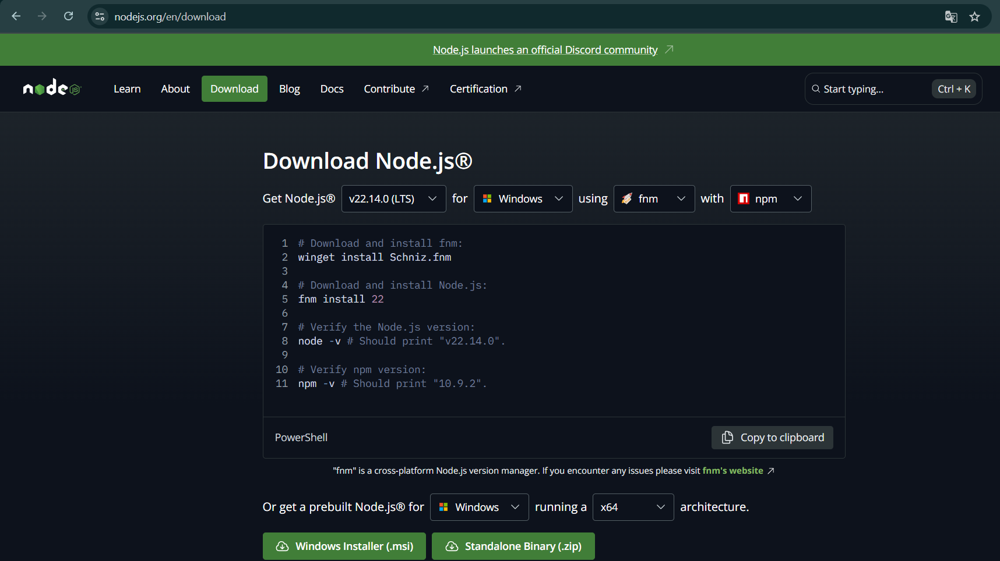 nodejs.org/en/download
Node.js launches an official Discord community
node JS Learn About Download Blog Docs Contribute Certification Start typing... Ctrl + K
Download Node.js®
Get Node.js® v22.14.0 (LTS) for Windows using fnm with npm
1 # Download and install fnm:
2 winget install Schniz.fnm
3
4 # Download and install Node.js:
5 fnm install 22
6
7 # Verify the Node.js version:
8 node -v # Should print "v22.14.0".
9
10 # Verify npm version:
11 npm -v # Should print "10.9.2".
PowerShell Copy to clipboard
"fnm" is a cross-platform Node.js version manager. If you encounter any issues please visit fnm's website
Or get a prebuilt Node.js® for Windows running a x64 architecture.
Windows Installer (.msi) Standalone Binary (.zip)